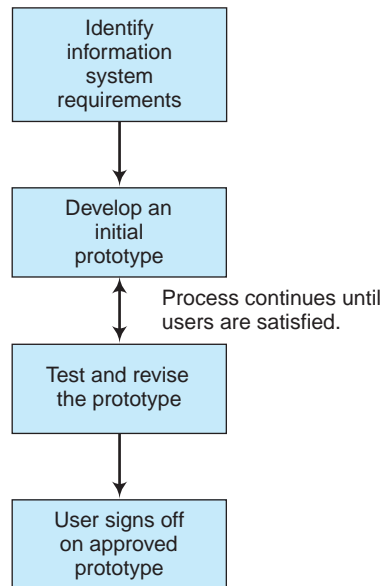 Identify
information
system
requirements
Develop an
initial
prototype
Process continues until
users are satisfied.
Test and revise
the prototype
User signs off
on approved
prototype